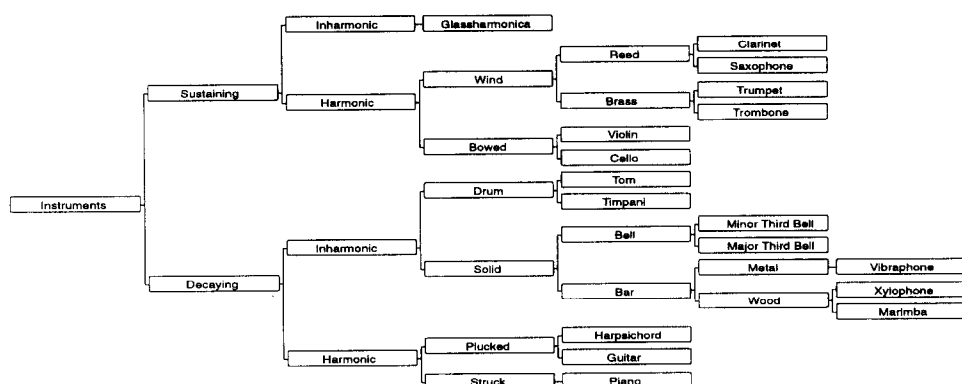 Inharmonic
Glassharmonica
Clarinet
Reed
Saxophone
Wind
Sustaining
Harmonic
Trumpet
Brass
Trombone
Violin
Bowed
Cello
Tom
Drum
Timpani
Instruments
Minor Third Bell
Bell
Major Third Bell
Inharmonic
Solid
Metal
Vibraphone
Decaying
Bar
Xylophone
Wood
Marimba
Harpsichord
Plucked
Harmonic
Guitar
Struck
Piano